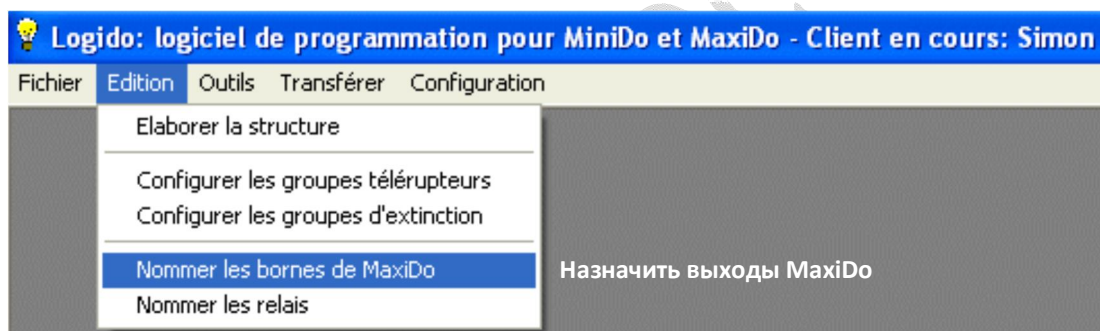 Logido: logiciel de programmation pour MiniDo et MaxiDo - Client en cours: Simon
Fichier Edition Outils Transférer Configuration
Elaborer la structure
Configurer les groupes télérupteurs
Configurer les groupes d'extinction
Nommer les bornes de MaxiDo
Назначить выходы MaxiDo
Nommer les relais